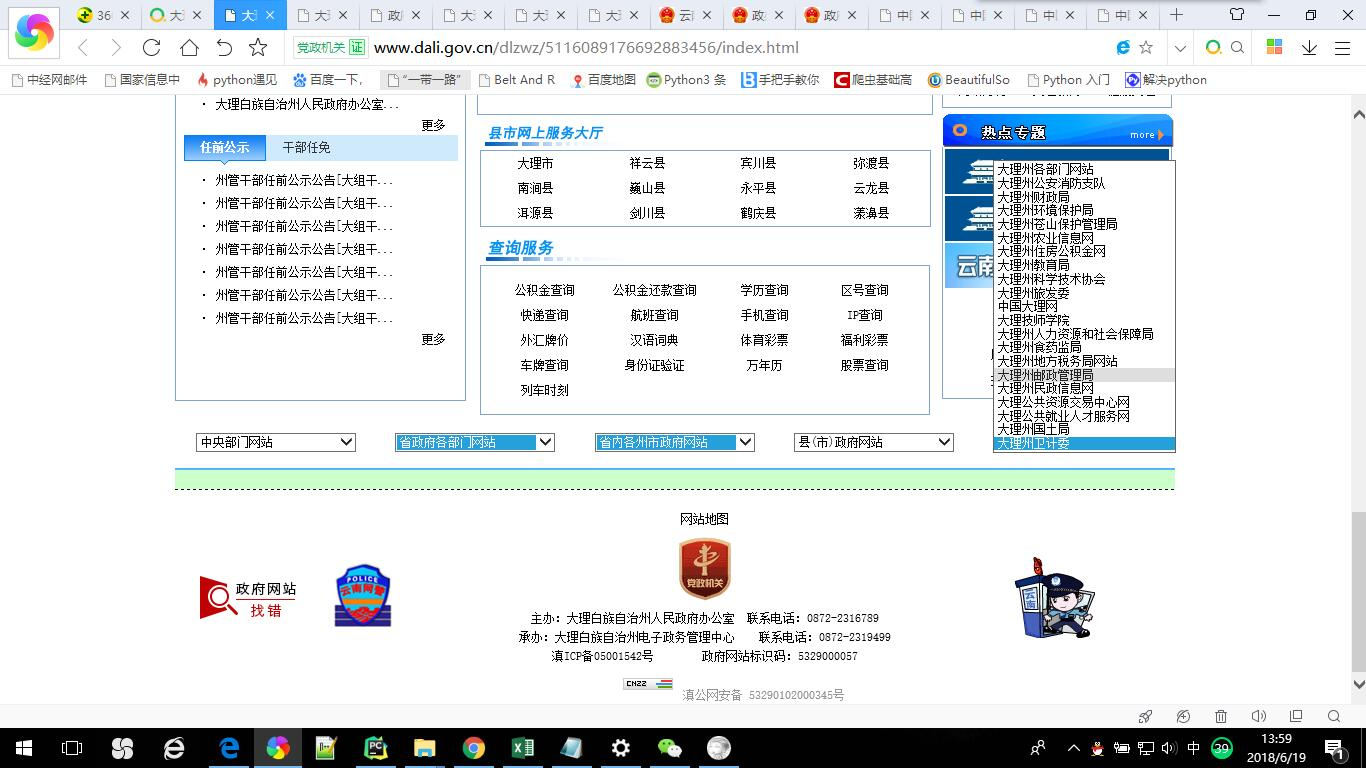 www.dali.gov.cn/dlzwz/5116089176692883456/index.html
党政机关 证
中经网邮件 国家信息中 python遇见 百度一下， “一带一路” Belt And R 百度地图 Python3 条 手把手教你 爬虫基础高 BeautifulSo Python 入门 解决python
大理白族自治州人民政府办公室...
更多
任前公示 干部任免
州管干部任前公示公告[大组干...
州管干部任前公示公告[大组干...
州管干部任前公示公告[大组干...
州管干部任前公示公告[大组干...
州管干部任前公示公告[大组干...
州管干部任前公示公告[大组干...
州管干部任前公示公告[大组干...
更多
县市网上服务大厅
大理市 祥云县 宾川县 弥渡县
南涧县 巍山县 永平县 云龙县
洱源县 剑川县 鹤庆县 漾濞县
查询服务
公积金查询 公积金还款查询 学历查询 区号查询
快递查询 航班查询 手机查询 IP查询
外汇牌价 汉语词典 体育彩票 福利彩票
车牌查询 身份证验证 万年历 股票查询
列车时刻
热点专题 more
云南
大理州各部门网站
大理州公安消防支队
大理州财政局
大理州环境保护局
大理州苍山保护管理局
大理州农业信息网
大理州住房公积金网
大理州教育局
大理州科学技术协会
大理州旅发委
中国大理网
大理技师学院
大理州人力资源和社会保障局
大理州食药监局
大理州地方税务局网站
大理州邮政管理局
大理州民政信息网
大理公共资源交易中心网
大理公共就业人才服务网
大理州国土局
大理州卫计委
中央部门网站 省政府各部门网站 省内各州市政府网站 县(市)政府网站
网站地图
政府网站
找错
POLICE
云南网警
党政机关
云南
主办：大理白族自治州人民政府办公室 联系电话：0872-2316789
承办：大理白族自治州电子政务管理中心 联系电话：0872-2319499
滇ICP备05001542号 政府网站标识码：5329000057
CNZZ
滇公网安备 53290102000345号
中 39 13:59
2018/6/19